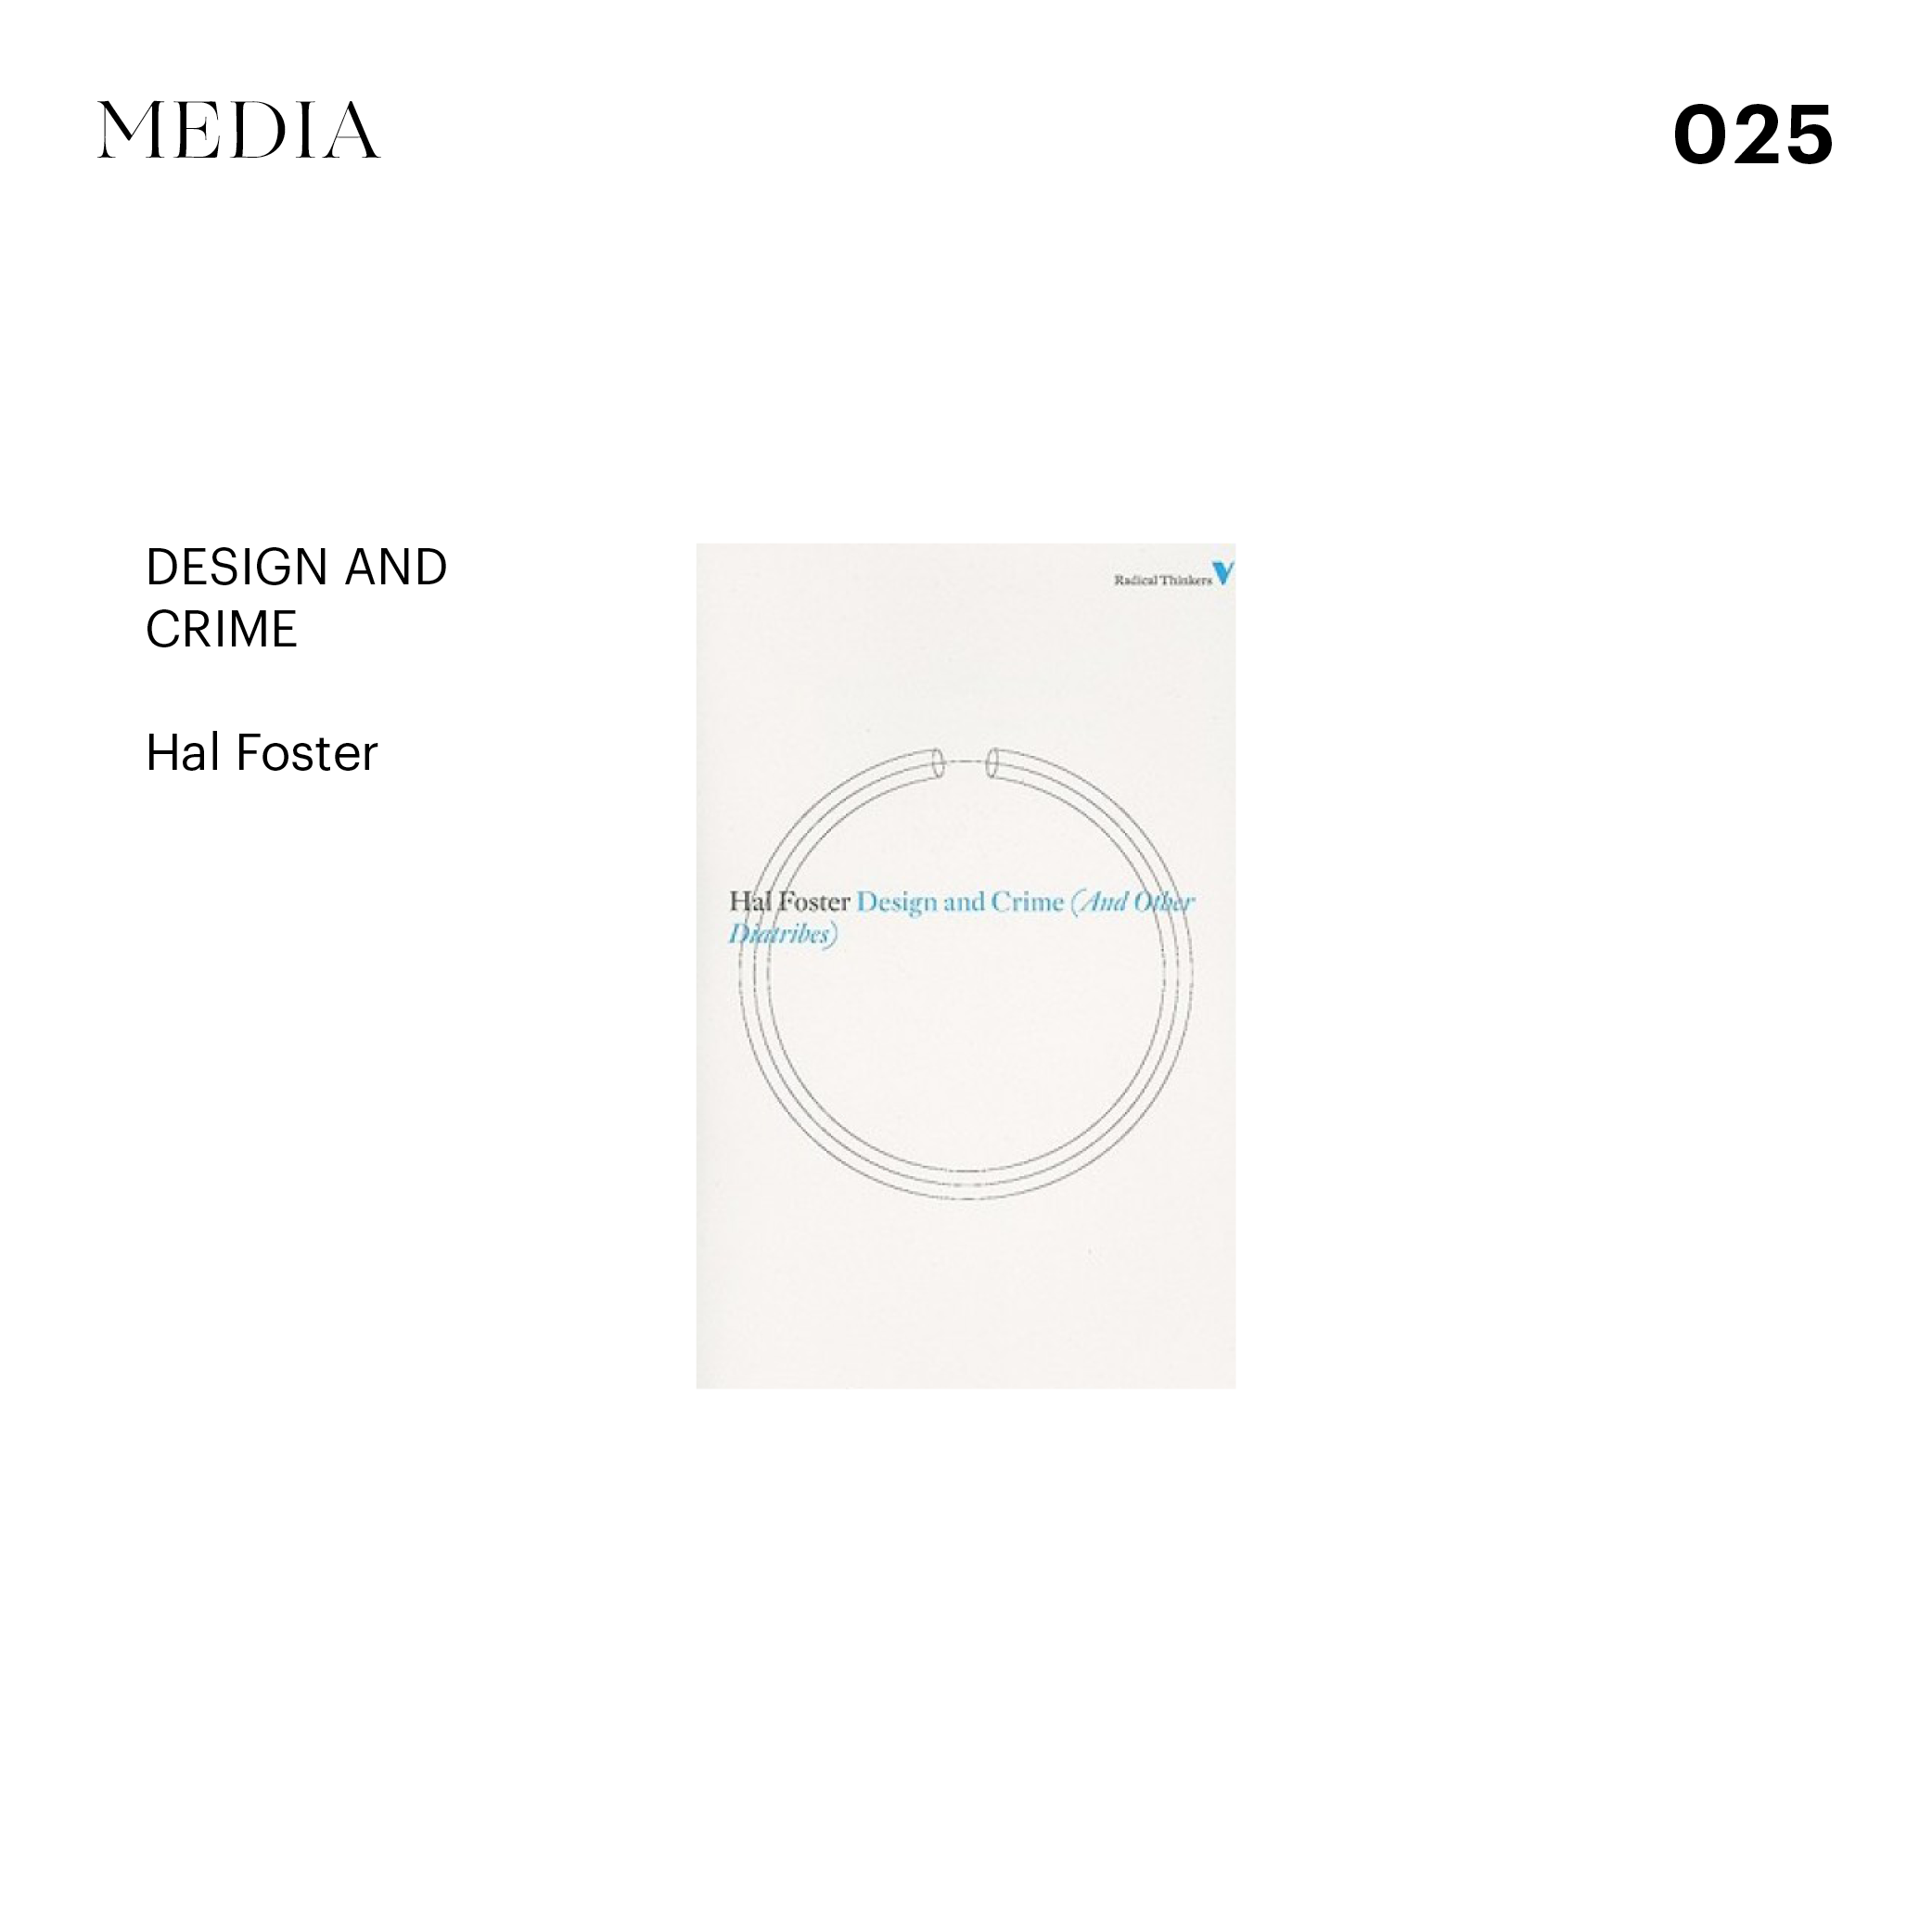 MEDIA
025
DESIGN AND
CRIME
Hal Foster
Radical Thinkers
Hal Foster Design and Crime (And Other
Diatribes)